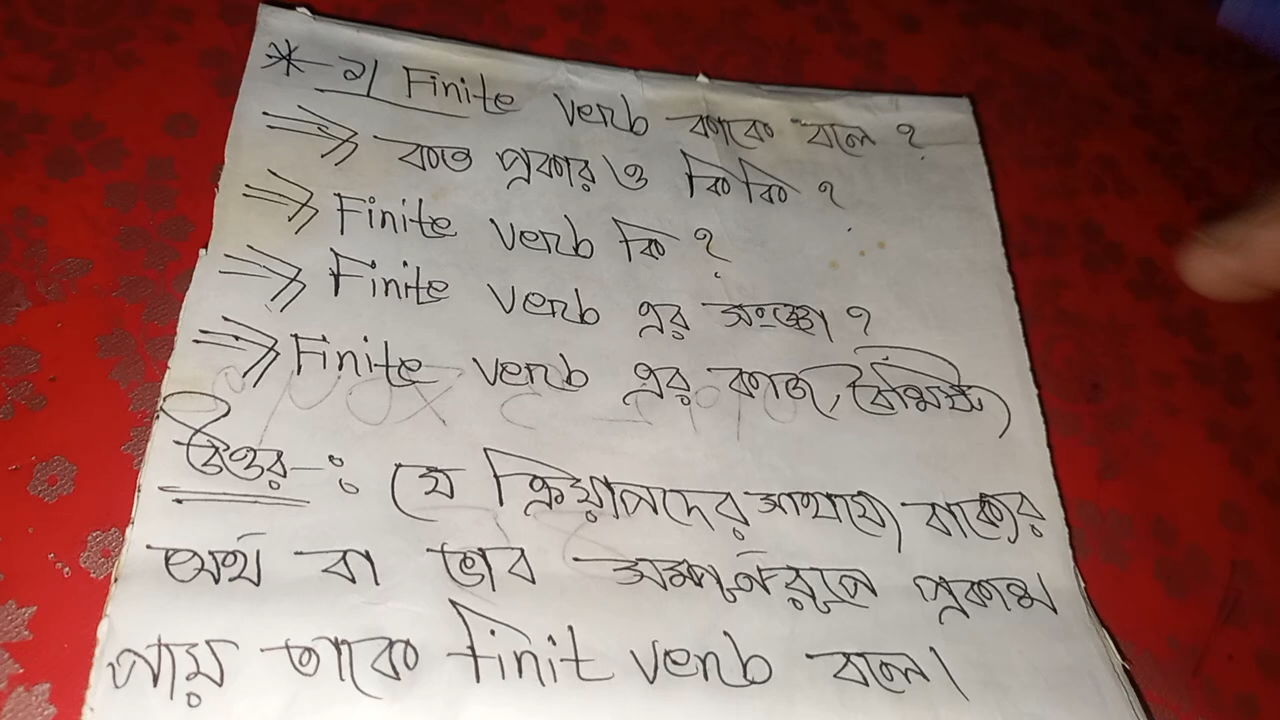 * ১। Finite verb কাকে বলে ?
⇒ কত প্রকার ও কি কি ?
⇒ Finite verb কি ?
⇒ Finite verb এর সংজ্ঞা ?
⇒ Finite verb এর কাজ, বৈশিষ্ট্য
উত্তর-ঃ যে ক্রিয়াপদের সাহায্যে বাক্যের
অর্থ বা ভাব সম্পূর্ণরূপে প্রকাশ
পায় তাকে finit verb বলে।